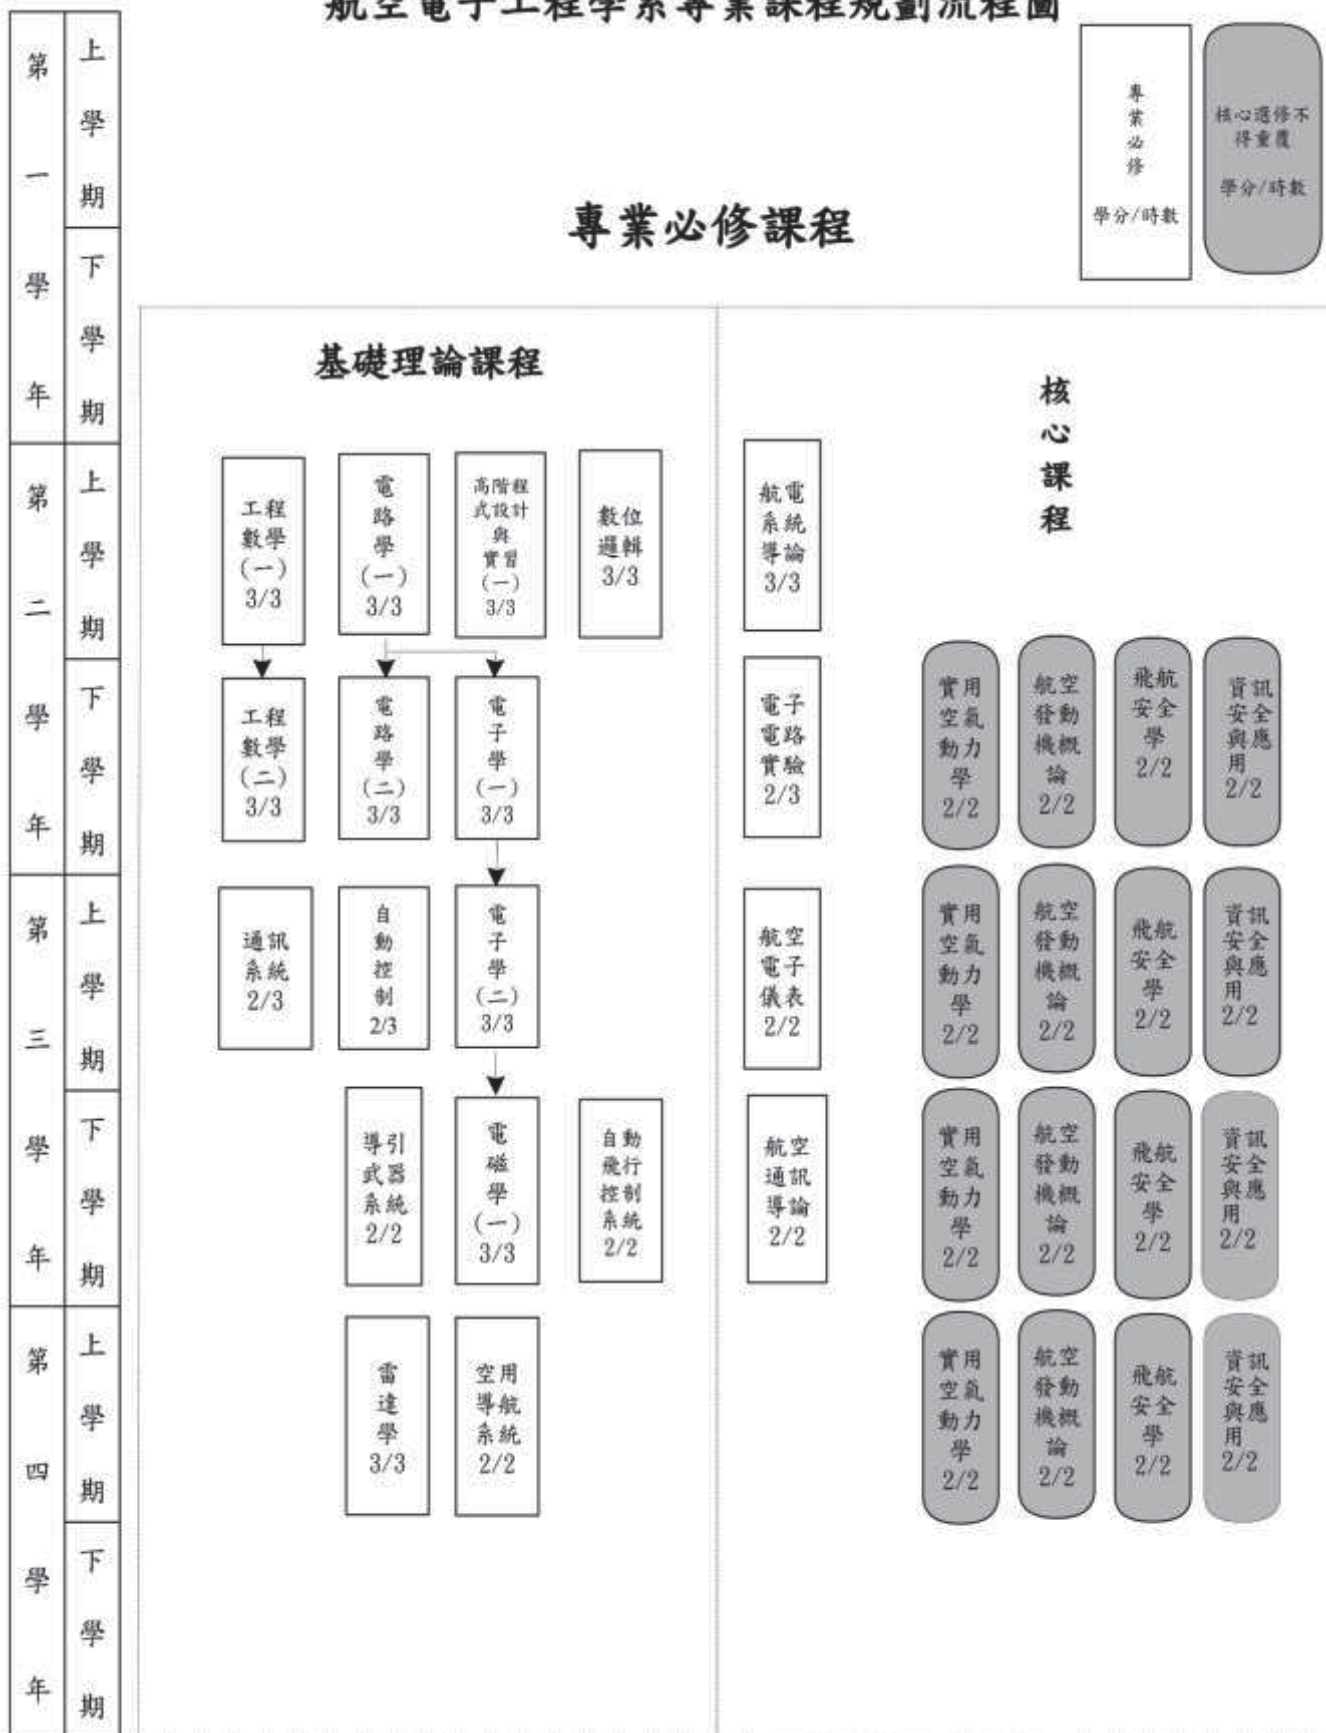 航空電子工程學系專業課程規劃流程圖
專業必修
學分/時數
核心選修不
得重覆
學分/時數
專業必修課程
第一學年
上學期
下學期
第二學年
上學期
下學期
第三學年
上學期
下學期
第四學年
上學期
下學期
基礎理論課程
核心課程
工程
數學
(一)
3/3
電
路
學
(一)
3/3
高階程
式設計
與
實習
(一)
3/3
數位
邏輯
3/3
航電
系統
導論
3/3
工程
數學
(二)
3/3
電
路
學
(二)
3/3
電
子
學
(一)
3/3
電子
電路
實驗
2/3
實用
空氣
動力
學
2/2
航空
發動
機概
論
2/2
飛航
安全
學
2/2
資訊
安全
與應
用
2/2
通訊
系統
2/3
自
動
控
制
2/3
電
子
學
(二)
3/3
航空
電子
儀表
2/2
實用
空氣
動力
學
2/2
航空
發動
機概
論
2/2
飛航
安全
學
2/2
資訊
安全
與應
用
2/2
導引
武器
系統
2/2
電
磁
學
(一)
3/3
自動
飛行
控制
系統
2/2
航空
通訊
導論
2/2
實用
空氣
動力
學
2/2
航空
發動
機概
論
2/2
飛航
安全
學
2/2
資訊
安全
與應
用
2/2
雷
達
學
3/3
空用
導航
系統
2/2
實用
空氣
動力
學
2/2
航空
發動
機概
論
2/2
飛航
安全
學
2/2
資訊
安全
與應
用
2/2